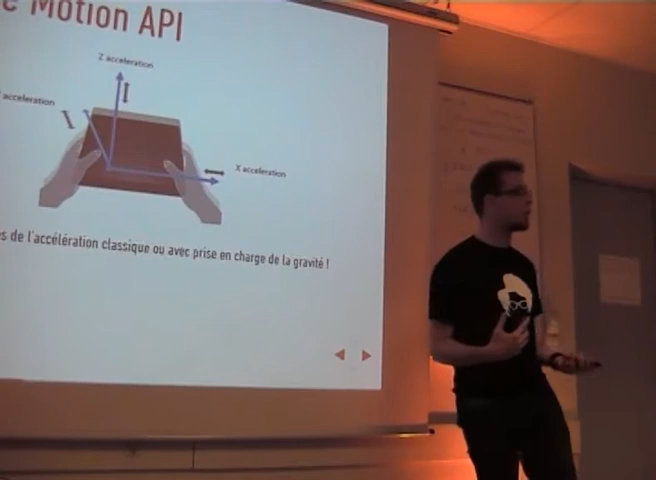 Motion API
Z acceleration
acceleration
X acceleration
de l'accélération classique ou avec prise en charge de la gravité !